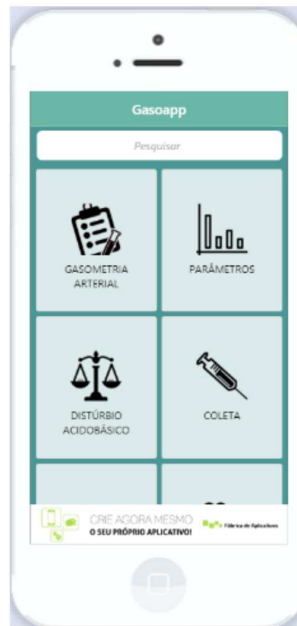 Gasoapp
Pesquisar
GASOMETRIA
ARTERIAL
PARÂMETROS
DISTÚRBIO
ACIDOBÁSICO
COLETA
CRIE AGORA MESMO
O SEU PRÓPRIO APLICATIVO!
Fábrica de Aplicativos